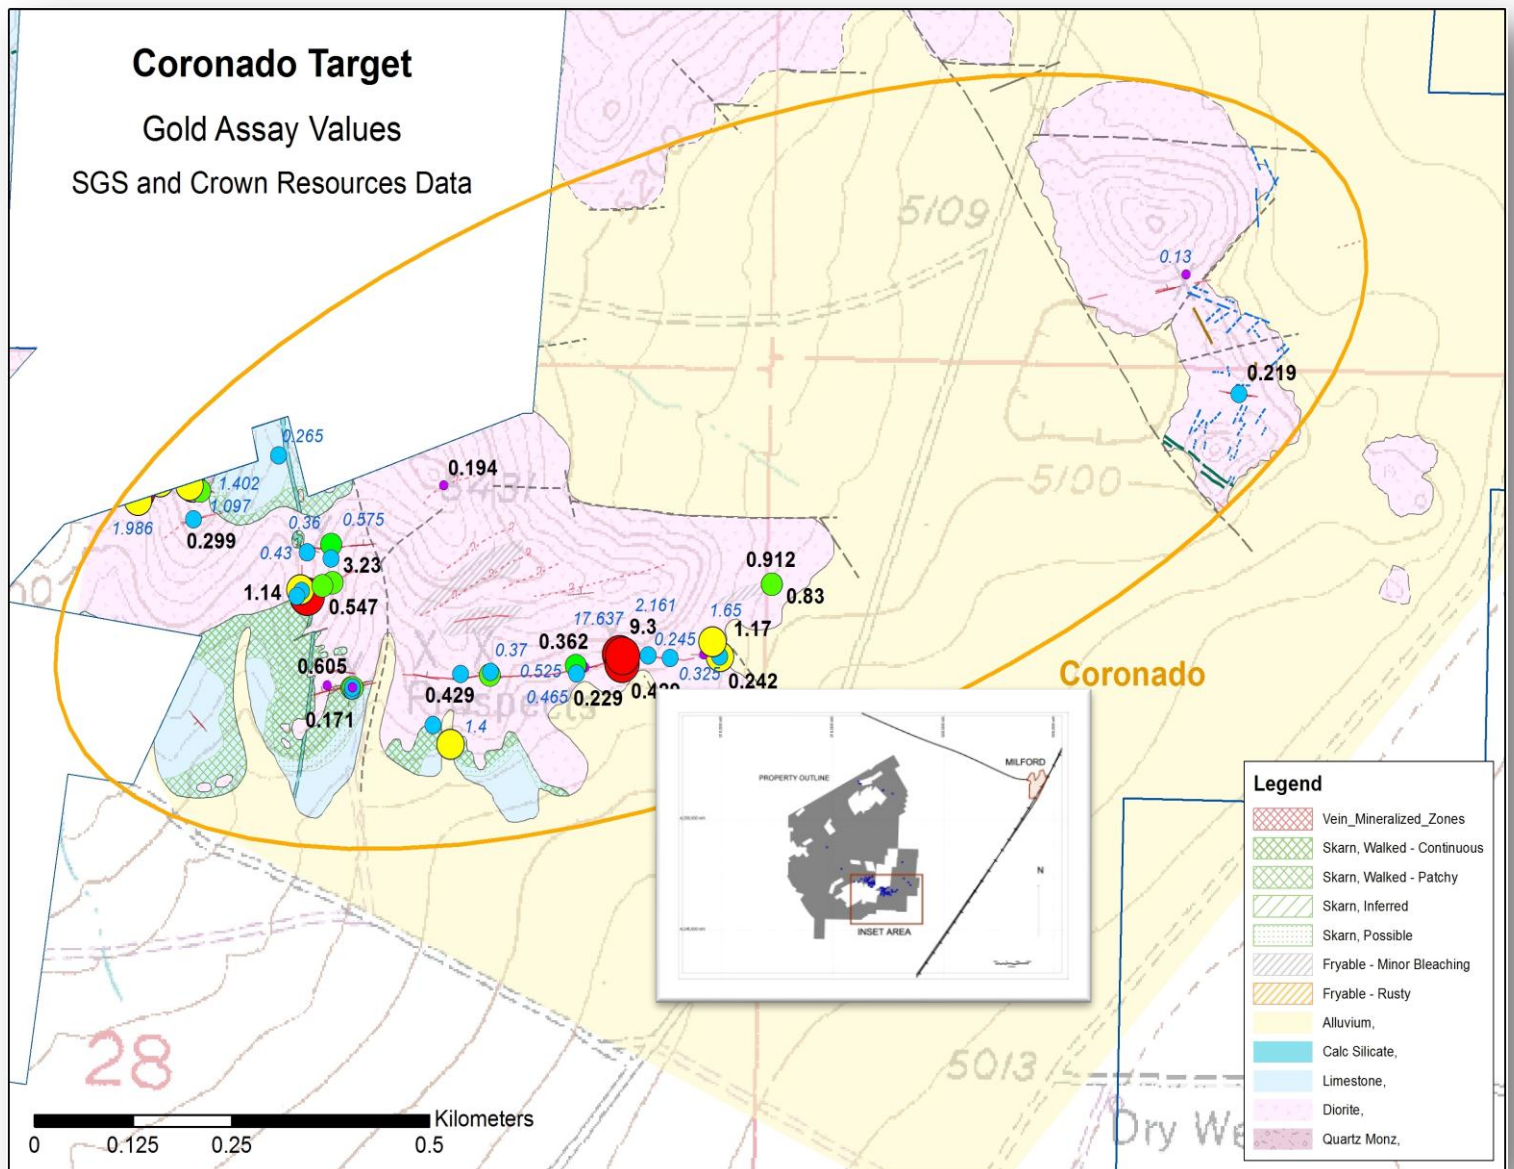 Coronado Target
Gold Assay Values
SGS and Crown Resources Data
5200
5109
0.13
0.219
5100
0.265
0.194
1.402
1.986
1.097
0.299
0.36
0.575
0.43
3.23
1.14
0.547
0.912
0.83
2.161
17.637
9.3
1.65
1.17
0.362
0.37
0.245
0.605
0.525
0.325
0.242
0.429
0.465
0.229
0.171
Prospects
1.4
Coronado
MILFORD
PROPERTY OUTLINE
N
INSET AREA
Legend
Vein_Mineralized_Zones
Skarn, Walked - Continuous
Skarn, Walked - Patchy
Skarn, Inferred
Skarn, Possible
Fryable - Minor Bleaching
Fryable - Rusty
Alluvium,
Calc Silicate,
Limestone,
Diorite,
Quartz Monz,
28
5013
Dry We
Kilometers
0 0.125 0.25 0.5